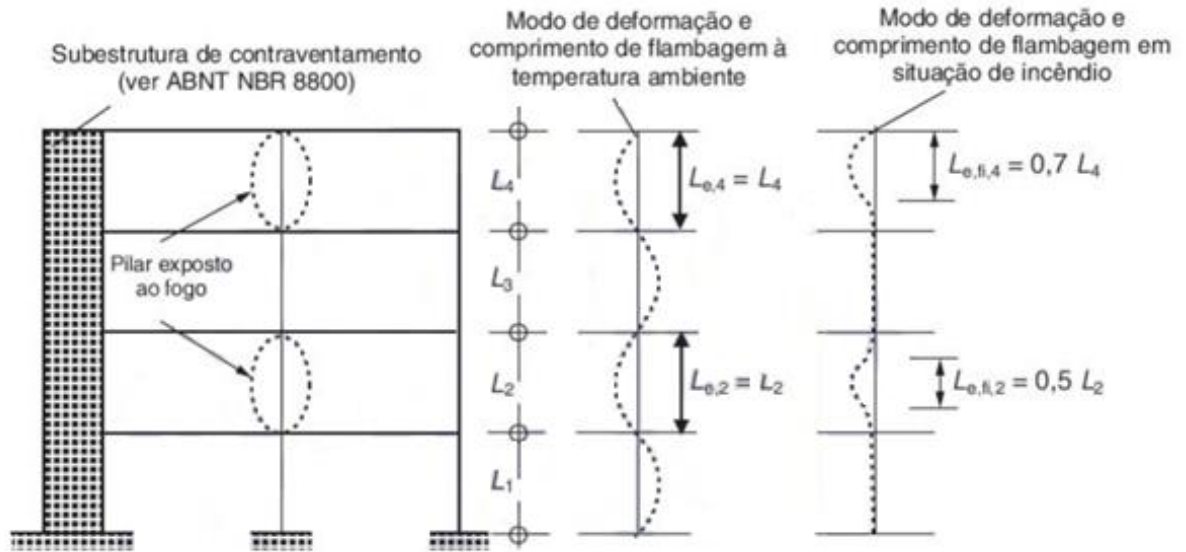 Subestrutura de contraventamento
(ver ABNT NBR 8800)
Modo de deformação e
comprimento de flambagem à
temperatura ambiente
Modo de deformação e
comprimento de flambagem em
situação de incêndio
Pilar exposto
ao fogo
L4
L3
L2
L1
Le,4 = L4
Le,2 = L2
Le,fi,4 = 0,7 L4
Le,fi,2 = 0,5 L2